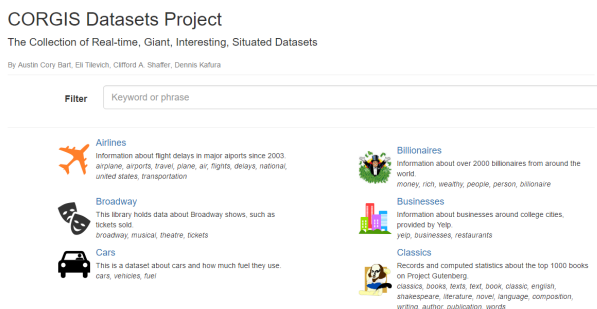 CORGIS Datasets Project
The Collection of Real-time, Giant, Interesting, Situated Datasets
By Austin Cory Bart, Eli Tilevich, Clifford A. Shaffer, Dennis Kafura
Filter
Keyword or phrase
Airlines
Information about flight delays in major aiports since 2003.
airplane, airports, travel, plane, air, flights, delays, national,
united states, transportation
Billionaires
Information about over 2000 billionaires from around the
world.
money, rich, wealthy, people, person, billionaire
Broadway
This library holds data about Broadway shows, such as
tickets sold.
broadway, musical, theatre, tickets
Businesses
Information about businesses around college cities,
provided by Yelp.
yelp, businesses, restaurants
Cars
This is a dataset about cars and how much fuel they use.
cars, vehicles, fuel
Classics
Records and computed statistics about the top 1000 books
on Project Gutenberg.
classics, books, texts, text, book, classic, english,
shakespeare, literature, novel, language, composition,
writing, author, publication, words